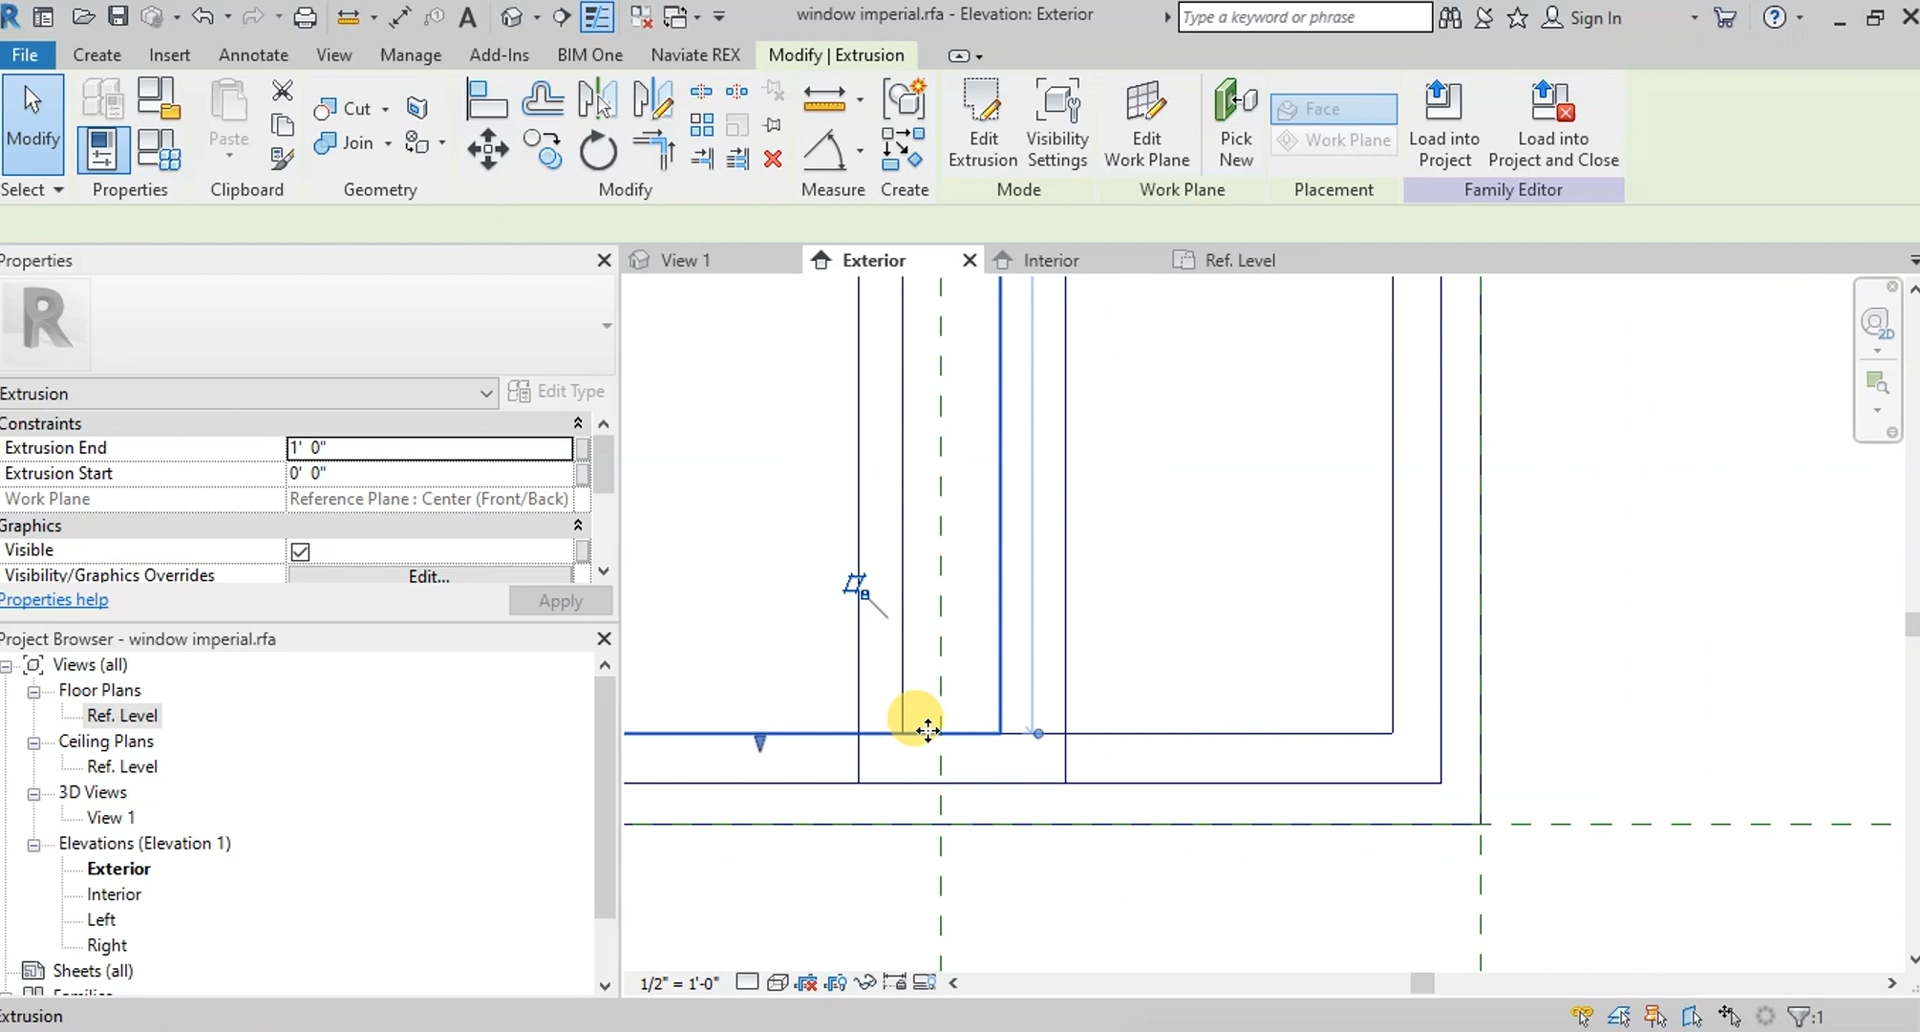 window imperial.rfa - Elevation: Exterior
Type a keyword or phrase
Sign In
File Create Insert Annotate View Manage Add-Ins BIM One Naviate REX Modify | Extrusion
Modify
Paste
Cut
Join
Edit Extrusion
Visibility Settings
Edit Work Plane
Pick New
Face
Work Plane
Load into Project
Load into Project and Close
Select Properties Clipboard Geometry Modify Measure Create Mode Work Plane Placement Family Editor
Properties
View 1
Exterior
Interior
Ref. Level
R
2D
Extrusion
Edit Type
Constraints
Extrusion End 1' 0"
Extrusion Start 0' 0"
Work Plane Reference Plane : Center (Front/Back)
Graphics
Visible
Visibility/Graphics Overrides Edit...
Properties help
Apply
Project Browser - window imperial.rfa
Views (all)
Floor Plans
Ref. Level
Ceiling Plans
Ref. Level
3D Views
View 1
Elevations (Elevation 1)
Exterior
Interior
Left
Right
Sheets (all)
1/2" = 1'-0"
Extrusion
:1